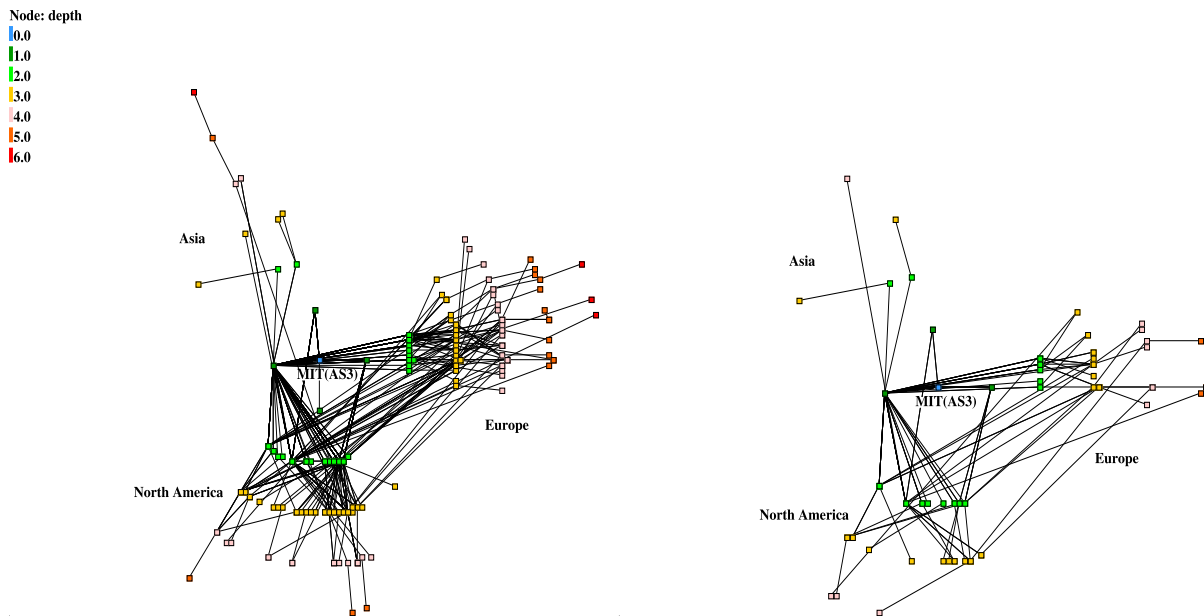 Node: depth
0.0
1.0
2.0
3.0
4.0
5.0
6.0
Asia
MIT(AS3)
Europe
North America
Asia
MIT(AS3)
Europe
North America